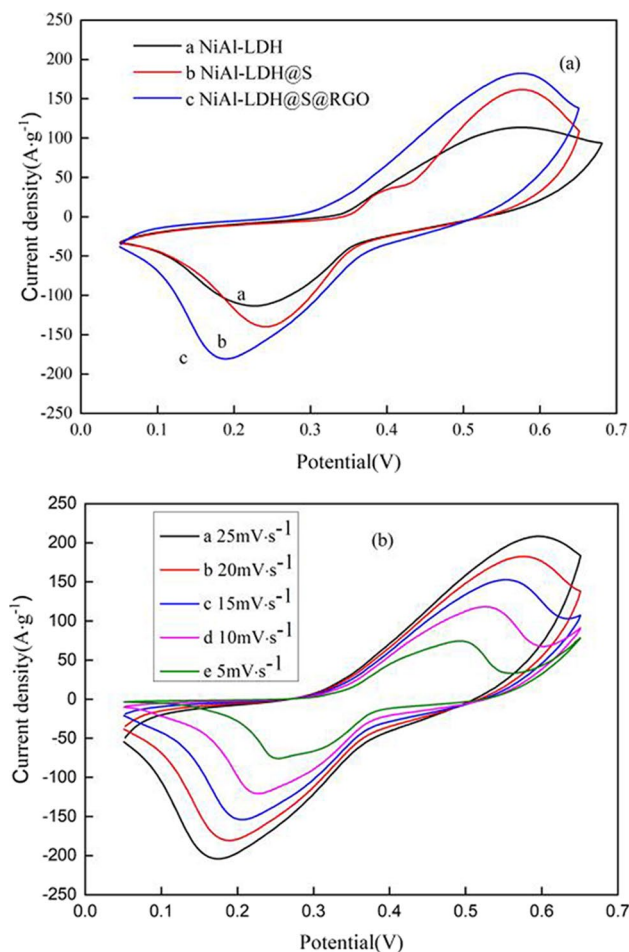 250
200
150
100
50
0
-50
-100
-150
-200
-250
Current density(A·g⁻¹)
a NiAl-LDH
b NiAl-LDH@S
c NiAl-LDH@S@RGO
(a)
a
b
c
0.0 0.1 0.2 0.3 0.4 0.5 0.6 0.7
Potential(V)
250
200
150
100
50
0
-50
-100
-150
-200
-250
Current density(A·g⁻¹)
a 25mV·s⁻¹
b 20mV·s⁻¹
c 15mV·s⁻¹
d 10mV·s⁻¹
e 5mV·s⁻¹
(b)
0.0 0.1 0.2 0.3 0.4 0.5 0.6 0.7
Potential(V)